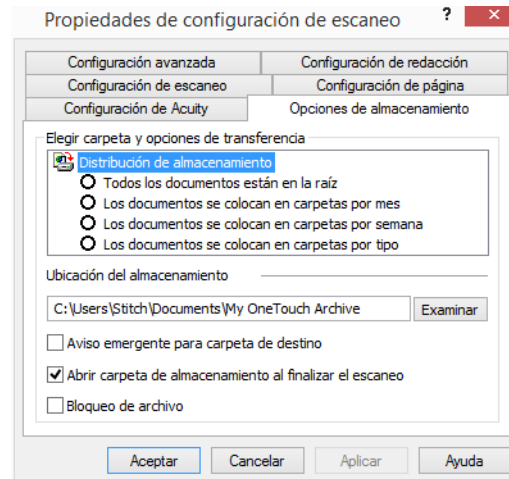 Propiedades de configuración de escaneo ? ×
Configuración avanzada Configuración de redacción
Configuración de escaneo Configuración de página
Configuración de Acuity Opciones de almacenamiento
Elegir carpeta y opciones de transferencia
Distribución de almacenamiento
Todos los documentos están en la raíz
Los documentos se colocan en carpetas por mes
Los documentos se colocan en carpetas por semana
Los documentos se colocan en carpetas por tipo
Ubicación del almacenamiento
C:\Users\Stitch\Documents\My OneTouch Archive Examinar
Aviso emergente para carpeta de destino
Abrir carpeta de almacenamiento al finalizar el escaneo
Bloqueo de archivo
Aceptar Cancelar Aplicar Ayuda